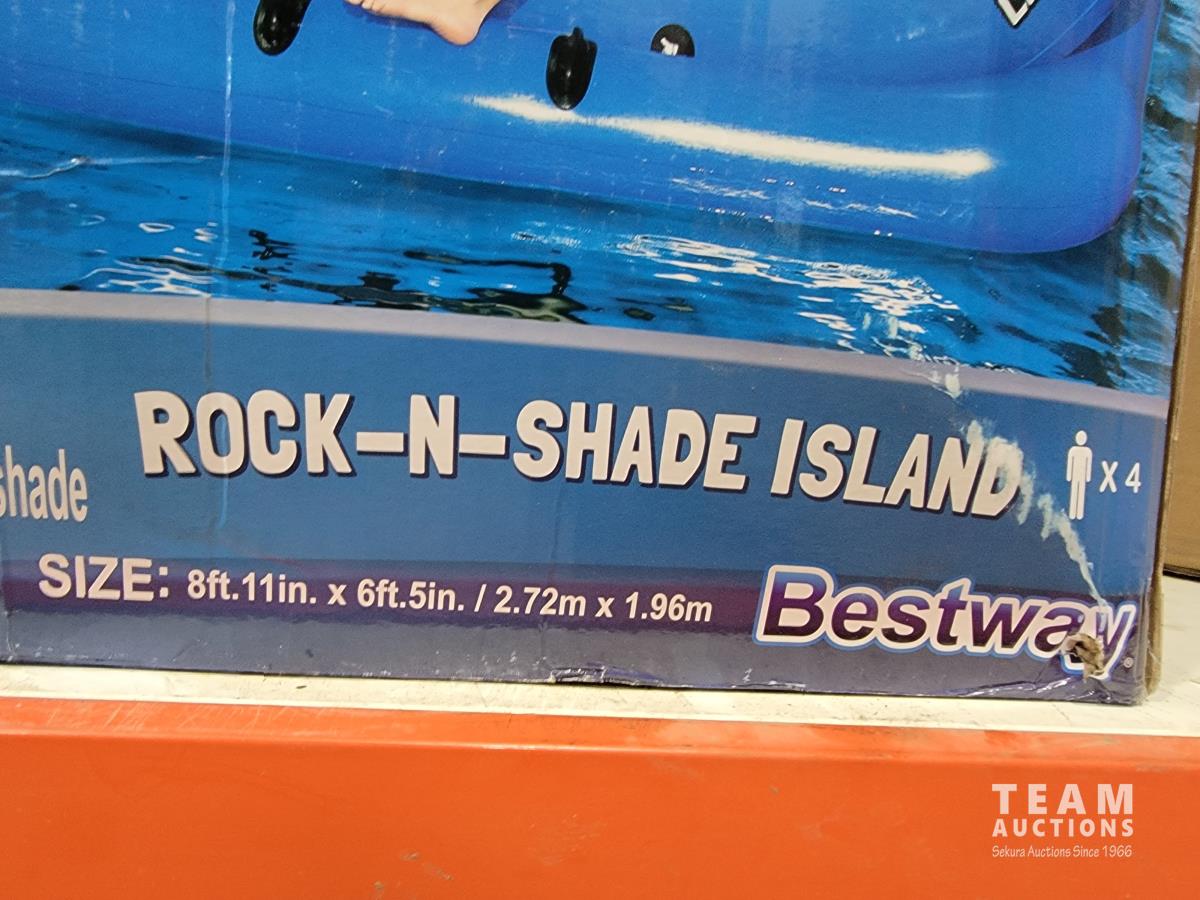 shade
ROCK-N-SHADE ISLAND
X 4
SIZE: 8ft.11in. x 6ft.5in. / 2.72m x 1.96m
Bestway
TEAM
AUCTIONS
Sekura Auctions Since 1966